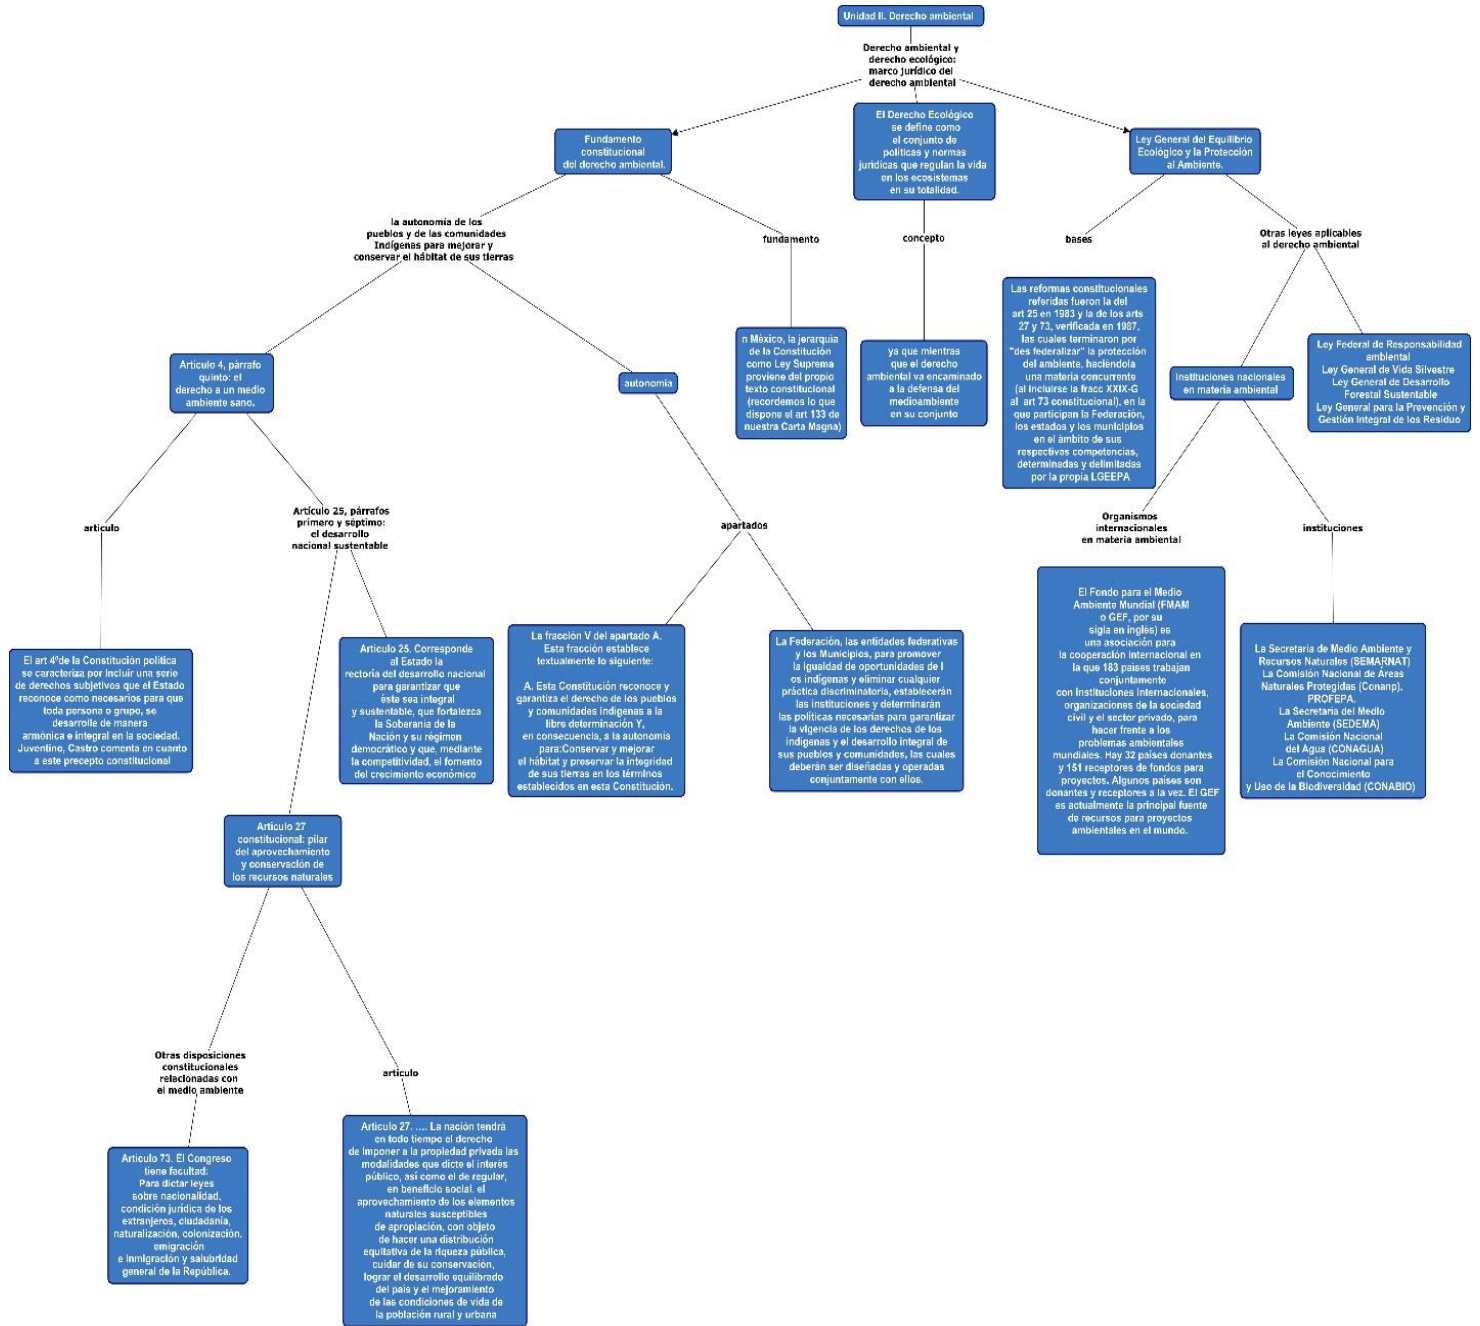 Unidad II. Derecho ambiental
Derecho ambiental y
derecho ecológico:
marco jurídico del
derecho ambiental
Fundamento
constitucional
del derecho ambiental.
El Derecho Ecológico
se define como
el conjunto de
políticas y normas
jurídicas que regulan la vida
en los ecosistemas
en su totalidad.
Ley General del Equilibrio
Ecológico y la Protección
al Ambiente.
la autonomía de los
pueblos y de las comunidades
Indígenas para mejorar y
conservar el hábitat de sus tierras
fundamento
concepto
bases
Otras leyes aplicables
al derecho ambiental
Artículo 4, párrafo
quinto: el
derecho a un medio
ambiente sano.
autonomía
n México, la jerarquía
de la Constitución
como Ley Suprema
proviene del propio
texto constitucional
(recordemos lo que
dispone el art 133 de
nuestra Carta Magna)
ya que mientras
que el derecho
ambiental va encaminado
a la defensa del
medioambiente
en su conjunto
Las reformas constitucionales
referidas fueron la del
art 25 en 1983 y la de los arts
27 y 73, verificada en 1987,
las cuales terminaron por
"des federalizar" la protección
del ambiente, haciéndola
una materia concurrente
(al incluirse la fracc XXIX-G
al art 73 constitucional), en la
que participan la Federación,
los estados y los municipios
en el ámbito de sus
respectivas competencias,
determinadas y delimitadas
por la propia LGEEPA
Instituciones nacionales
en materia ambiental
Ley Federal de Responsabilidad
ambiental
Ley General de Vida Silvestre
Ley General de Desarrollo
Forestal Sustentable
Ley General para la Prevención y
Gestión Integral de los Residuo
articulo
Artículo 25, párrafos
primero y séptimo:
el desarrollo
nacional sustentable
apartados
Organismos
internacionales
en materia ambiental
instituciones
El art 4°de la Constitución política
se caracteriza por Incluir una serie
de derechos subjetivos que el Estado
reconoce como necesarios para que
toda persona o grupo, se
desarrolle de manera
armónica e integral en la sociedad.
Juventino, Castro comenta en cuanto
a este precepto constitucional
Artículo 25. Corresponde
al Estado la
rectoría del desarrollo nacional
para garantizar que
éste sea integral
y sustentable, que fortalezca
la Soberanía de la
Nación y su régimen
democrático y que, mediante
la competitividad, el fomento
del crecimiento económico
La fracción V del apartado A.
Esta fracción establece
textualmente lo siguiente:
A. Esta Constitución reconoce y
garantiza el derecho de los pueblos
y comunidades indígenas a la
libre determinación Y,
en consecuencia, a la autonomía
para:Conservar y mejorar
el hábitat y preservar la integridad
de sus tierras en los términos
establecidos en esta Constitución.
La Federación, las entidades federativas
y los Municipios, para promover
la igualdad de oportunidades de l
os indígenas y eliminar cualquier
práctica discriminatoria, establecerán
las instituciones y determinarán
las políticas necesarias para garantizar
la vigencia de los derechos de los
indígenas y el desarrollo integral de
sus pueblos y comunidades, las cuales
deberán ser diseñadas y operadas
conjuntamente con ellos.
El Fondo para el Medio
Ambiente Mundial (FMAM
o GEF, por su
sigla en inglés) es
una asociación para
la cooperación Internacional en
la que 183 países trabajan
conjuntamente
con Instituciones Internacionales,
organizaciones de la sociedad
civil y el sector privado, para
hacer frente a los
problemas ambientales
mundiales. Hay 32 países donantes
y 151 receptores de fondos para
proyectos. Algunos países son
donantes y receptores a la vez. El GEF
es actualmente la principal fuente
de recursos para proyectos
ambientales en el mundo.
La Secretaría de Medio Ambiente y
Recursos Naturales (SEMARNAT)
La Comisión Nacional de Áreas
Naturales Protegidas (Conanp).
PROFEPA.
La Secretaría del Medio
Ambiente (SEDEMA)
La Comisión Nacional
del Agua (CONAGUA)
La Comisión Nacional para
el Conocimiento
y Uso de la Biodiversidad (CONABIO)
Artículo 27
constitucional: pilar
del aprovechamiento
y conservación de
los recursos naturales
Otras disposiciones
constitucionales
relacionadas con
el medio ambiente
articulo
Artículo 73. El Congreso
tiene facultad:
Para dictar leyes
sobre nacionalidad,
condición jurídica de los
extranjeros, ciudadanía,
naturalización, colonización,
emigración
e inmigración y salubridad
general de la República.
Artículo 27. .... La nación tendrá
en todo tiempo el derecho
de Imponer a la propiedad privada las
modalidades que dicte el interés
público, así como el de regular,
en beneficio social, el
aprovechamiento de los elementos
naturales susceptibles
de apropiación, con objeto
de hacer una distribución
equitativa de la riqueza pública,
cuidar de su conservación,
lograr el desarrollo equilibrado
del país y el mejoramiento
de las condiciones de vida de
la población rural y urbana